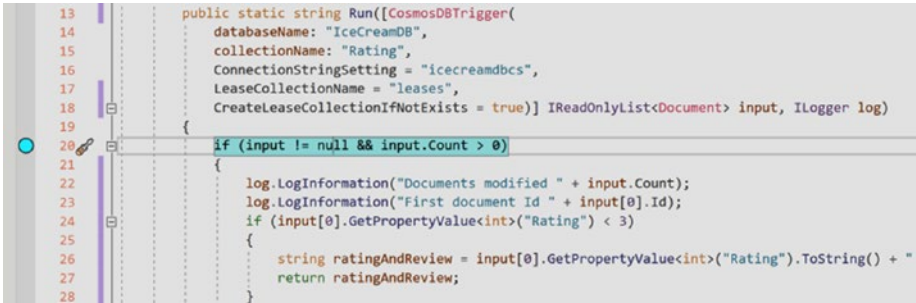 13 public static string Run([CosmosDBTrigger(
14 databaseName: "IceCreamDB",
15 collectionName: "Rating",
16 ConnectionStringSetting = "icecreamdbcs",
17 LeaseCollectionName = "leases",
18 CreateLeaseCollectionIfNotExists = true)] IReadOnlyList<Document> input, ILogger log)
19 {
20 if (input != null && input.Count > 0)
21 {
22 log.LogInformation("Documents modified " + input.Count);
23 log.LogInformation("First document Id " + input[0].Id);
24 if (input[0].GetPropertyValue<int>("Rating") < 3)
25 {
26 string ratingAndReview = input[0].GetPropertyValue<int>("Rating").ToString() + "
27 return ratingAndReview;
28 }